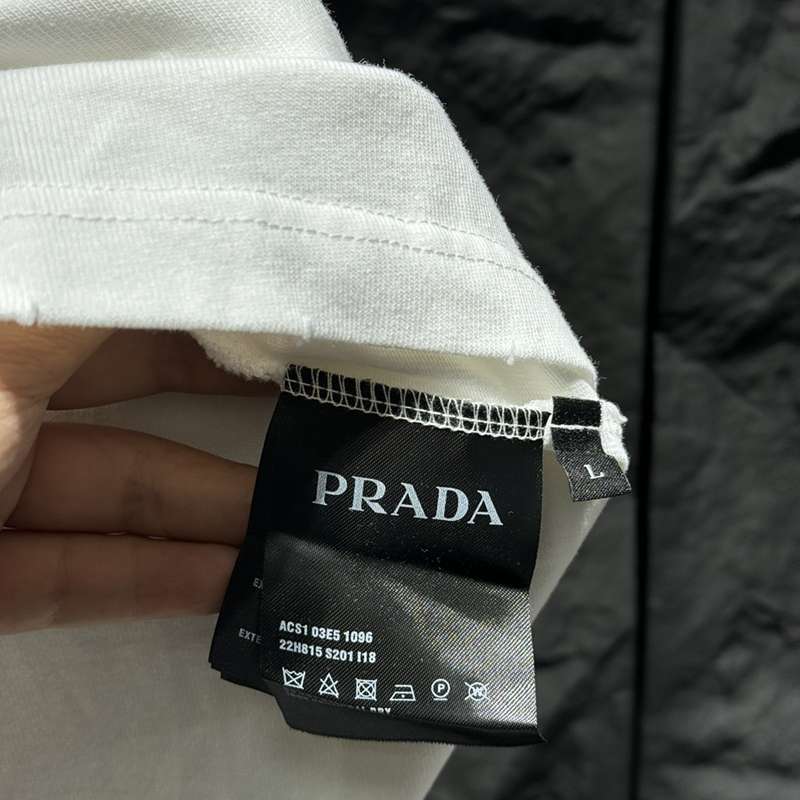 PRADA
L
ACS1 03E5 1096
22H815 S201 I18
P
W